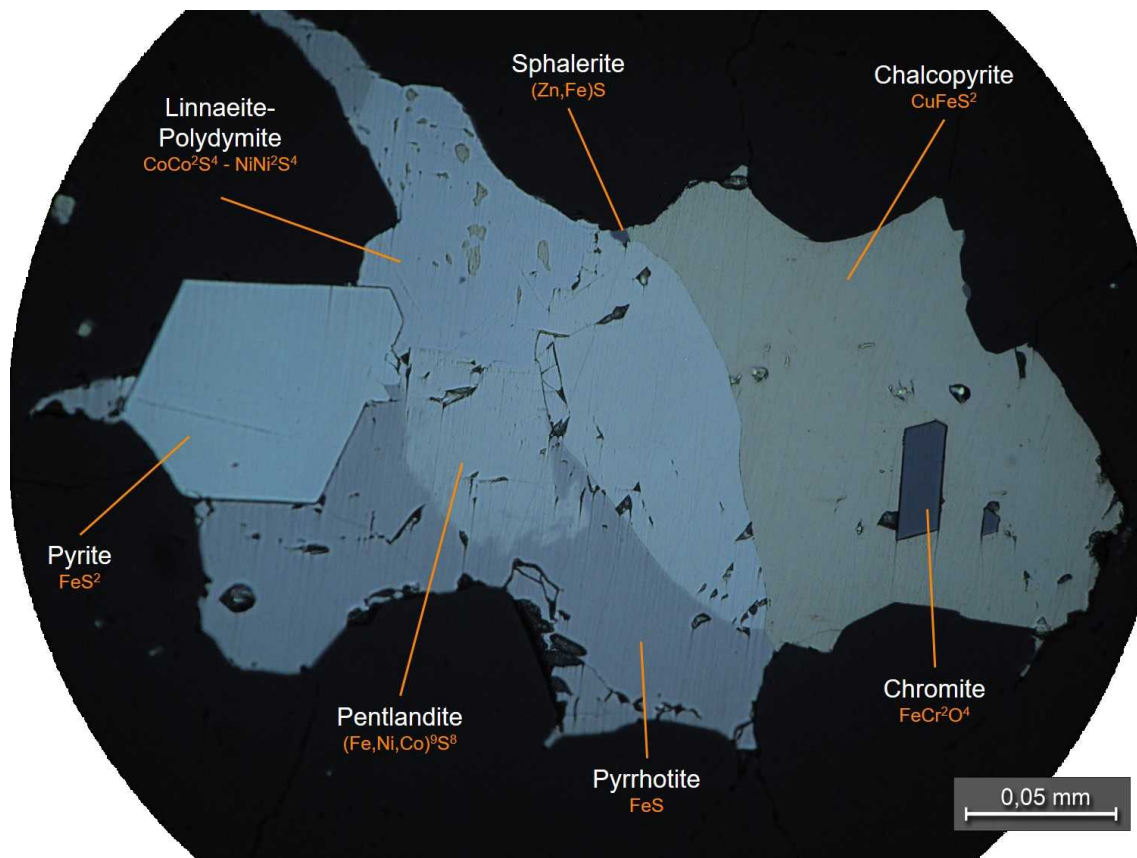 Sphalerite
(Zn,Fe)S
Chalcopyrite
CuFeS²
Linnaeite-
Polydymite
CoCo²S⁴ - NiNi²S⁴
Pyrite
FeS²
Pentlandite
(Fe,Ni,Co)⁹S⁸
Chromite
FeCr²O⁴
Pyrrhotite
FeS
0,05 mm